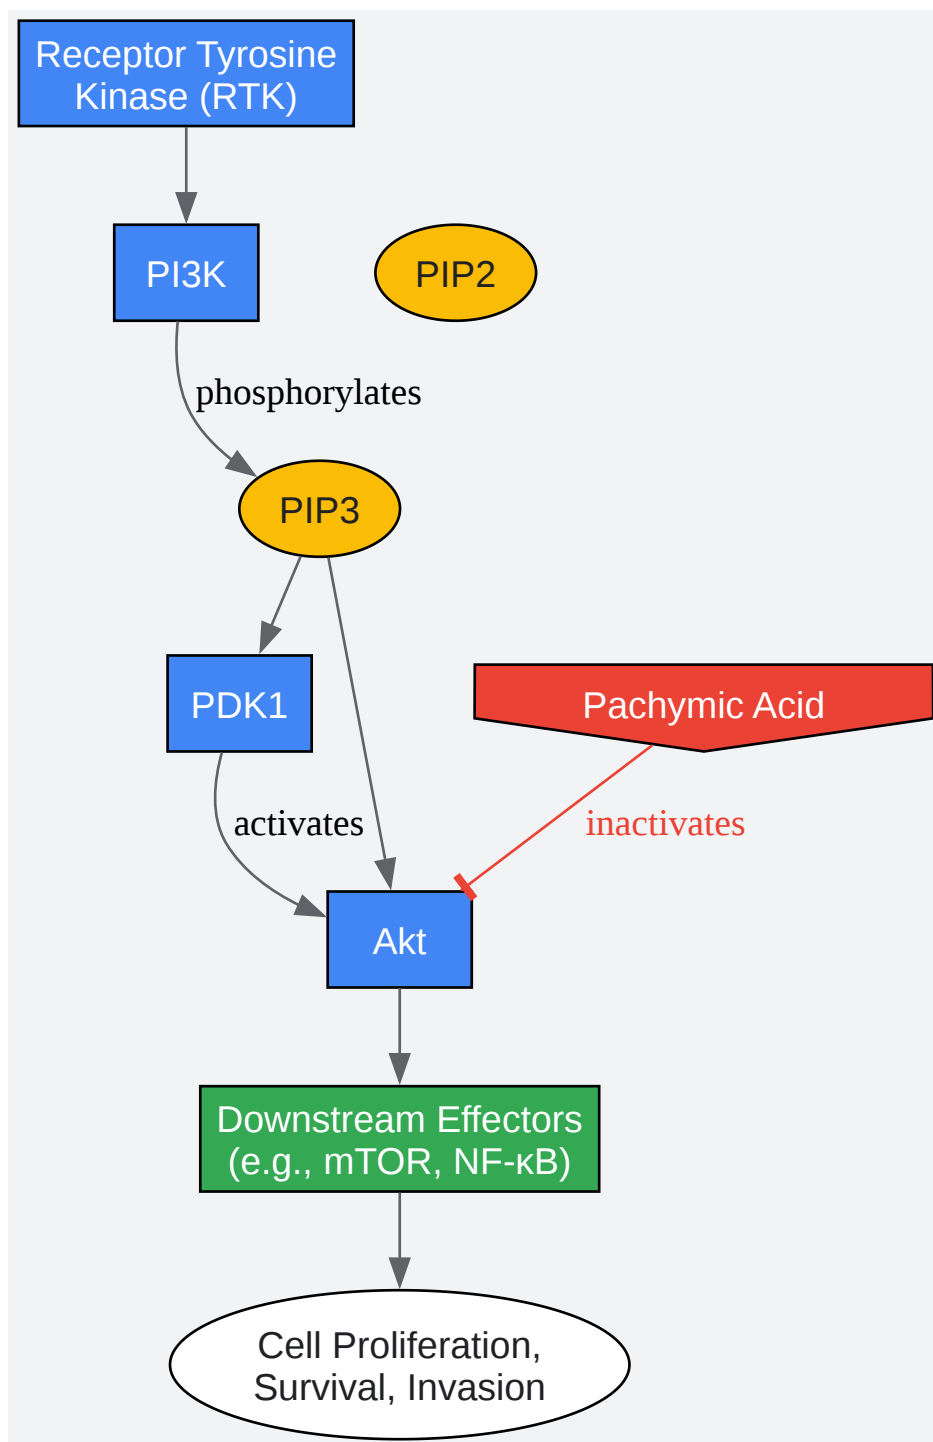 Receptor Tyrosine
Kinase (RTK)
PI3K
PIP2
phosphorylates
PIP3
PDK1
Pachymic Acid
activates
inactivates
Akt
Downstream Effectors
(e.g., mTOR, NF-κB)
Cell Proliferation,
Survival, Invasion